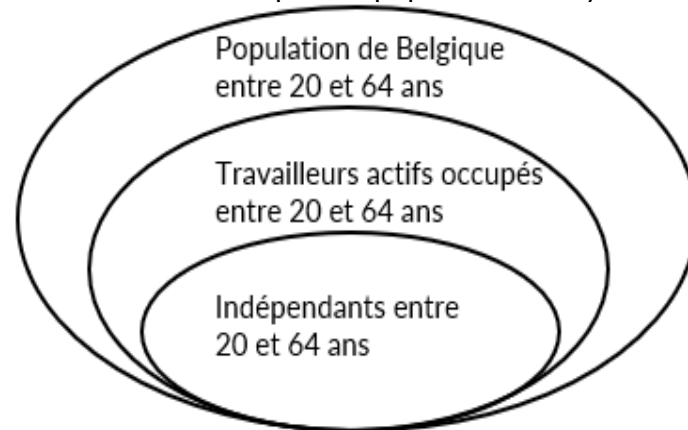 Population de Belgique
entre 20 et 64 ans
Travailleurs actifs occupés
entre 20 et 64 ans
Indépendants entre
20 et 64 ans